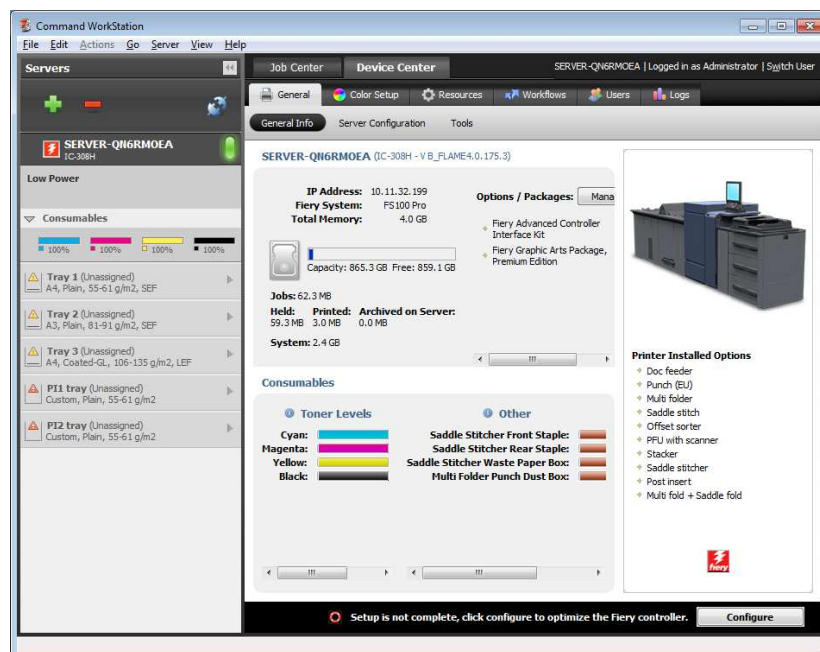 Command WorkStation
File Edit Actions Go Server View Help
Servers
SERVER-QN6RMOEA
IC-308H
Low Power
Consumables
100% 100% 100% 100%
Tray 1 (Unassigned)
A4, Plain, 55-61 g/m2, SEF
Tray 2 (Unassigned)
A3, Plain, 81-91 g/m2, SEF
Tray 3 (Unassigned)
A4, Coated-GL, 106-135 g/m2, LEF
PI1 tray (Unassigned)
Custom, Plain, 55-61 g/m2
PI2 tray (Unassigned)
Custom, Plain, 55-61 g/m2
Job Center Device Center SERVER-QN6RMOEA | Logged in as Administrator | Switch User
General Color Setup Resources Workflows Users Logs
General Info Server Configuration Tools
SERVER-QN6RMOEA (IC-308H - V B_FLAME4.0.175.3)
IP Address: 10.11.32.199
Fiery System: FS100 Pro
Total Memory: 4.0 GB
Capacity: 865.3 GB Free: 859.1 GB
Jobs: 62.3 MB
Held: Printed: Archived on Server:
59.3 MB 3.0 MB 0.0 MB
System: 2.4 GB
Options / Packages: Mana
Fiery Advanced Controller
Interface Kit
Fiery Graphic Arts Package,
Premium Edition
Consumables
Toner Levels
Cyan:
Magenta:
Yellow:
Black:
Other
Saddle Stitcher Front Staple:
Saddle Stitcher Rear Staple:
Saddle Stitcher Waste Paper Box:
Multi Folder Punch Dust Box:
Printer Installed Options
Doc feeder
Punch (EU)
Multi folder
Saddle stitch
Offset sorter
PFU with scanner
Stacker
Saddle stitcher
Post insert
Multi fold + Saddle fold
fiery
Setup is not complete, click configure to optimize the Fiery controller. Configure